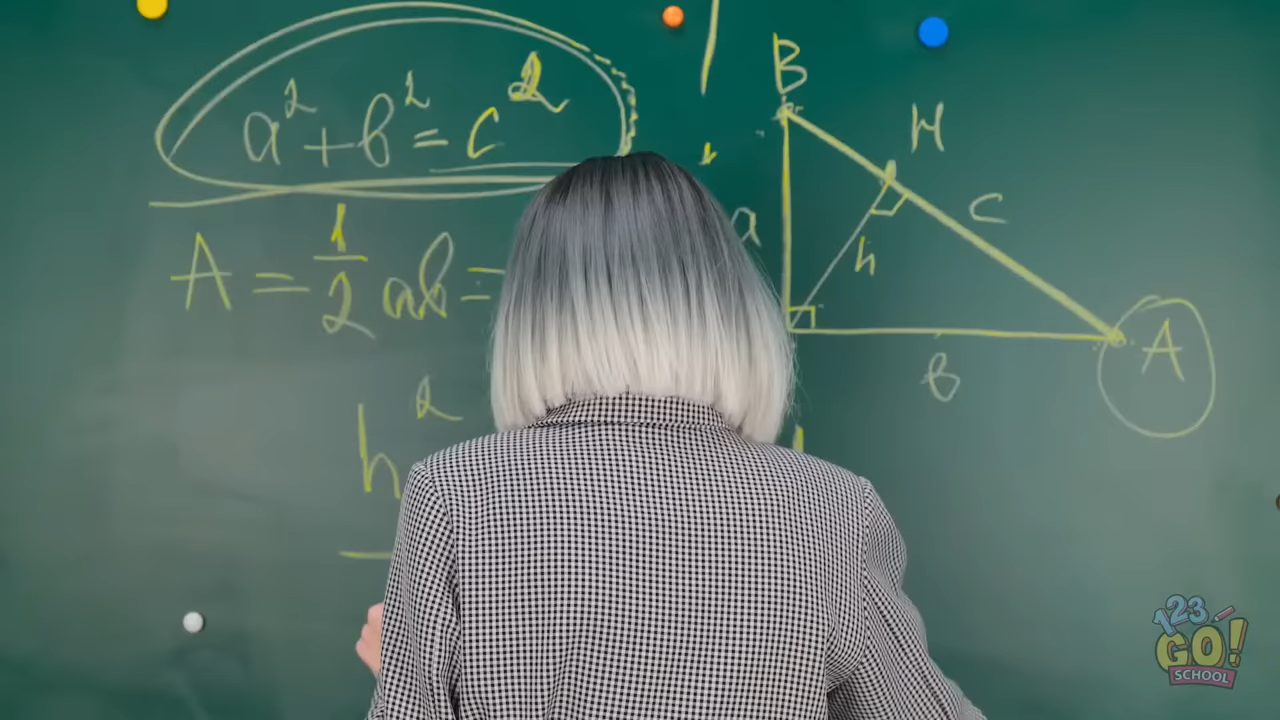 a² + b² = c²
A = 1/2 ab =
h²
B
H
a
h
c
b
A
123
GO!
SCHOOL